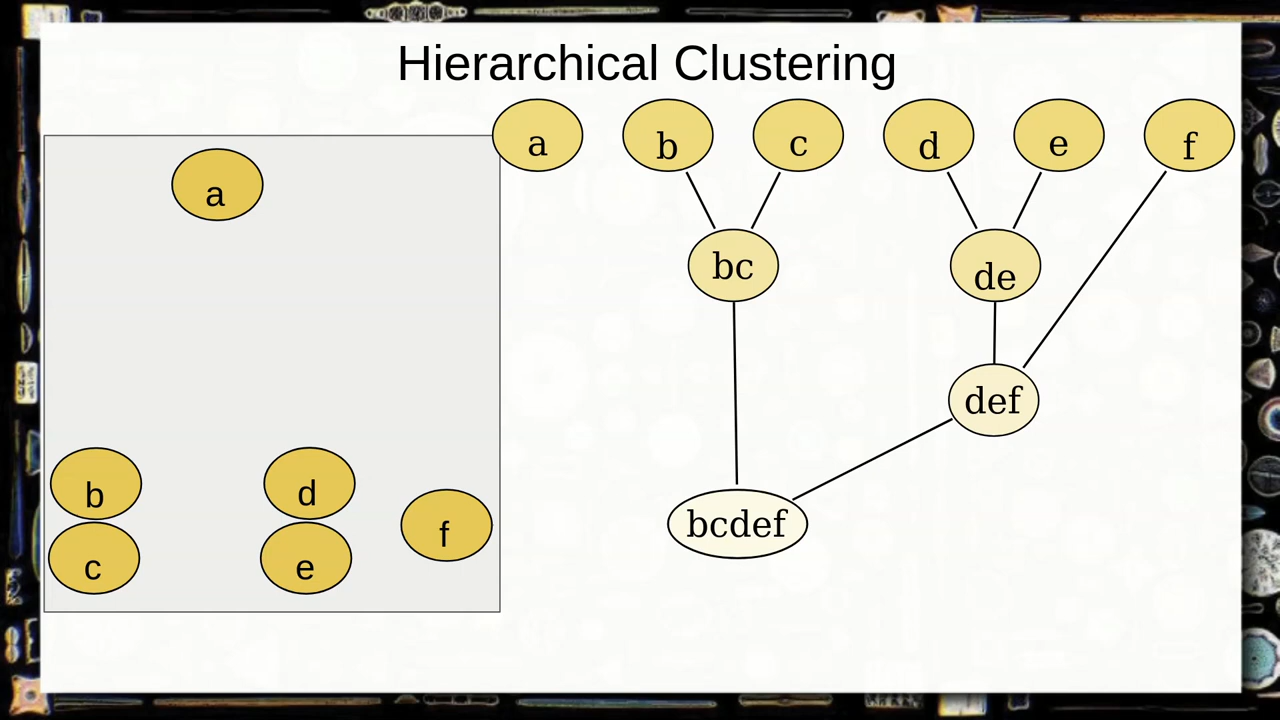 Hierarchical Clustering
a b c d e f
a
bc de
def
b d
f
bcdef
c e